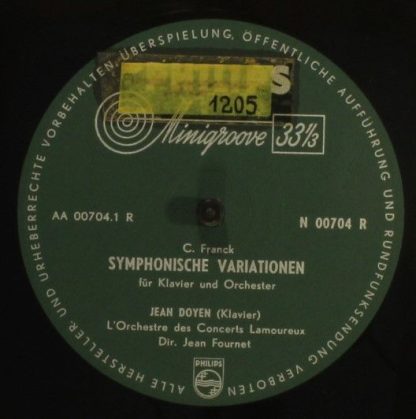 ALLE HERSTELLER- UND URHEBERRECHTE VORBEHALTEN, ÜBERSPIELUNG, ÖFFENTLICHE AUFFÜHRUNG UND RUNDFUNKSENDUNG VERBOTEN
S
1205
Minigroove 33⅓
AA 00704.1 R
N 00704 R
C. Franck
SYMPHONISCHE VARIATIONEN
für Klavier und Orchester
JEAN DOYEN (Klavier)
L'Orchestre des Concerts Lamoureux
Dir. Jean Fournet
PHILIPS